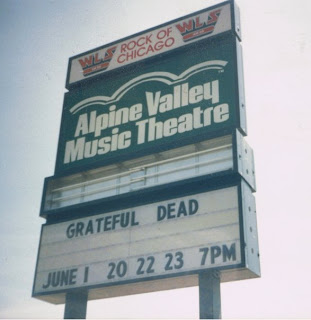 WLS ROCK OF WLS
CHICAGO
Alpine Valley
Music Theatre
GRATEFUL DEAD
JUNE 1 20 22 23 7PM